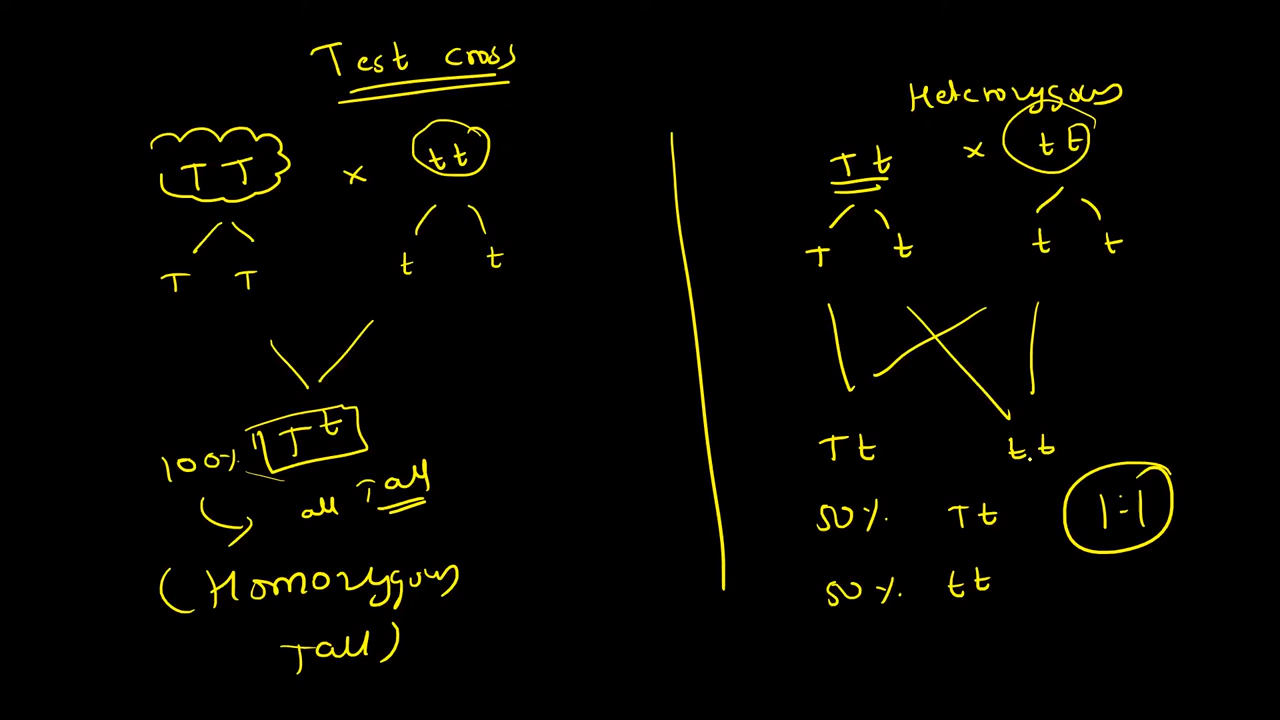 Test cross
TT × tt
T T t t
100% Tt
all Tall
(Homozygous
Tall)
Heterozygous
Tt × tt
T t t t
Tt t.t
50% Tt 1:1
50% tt